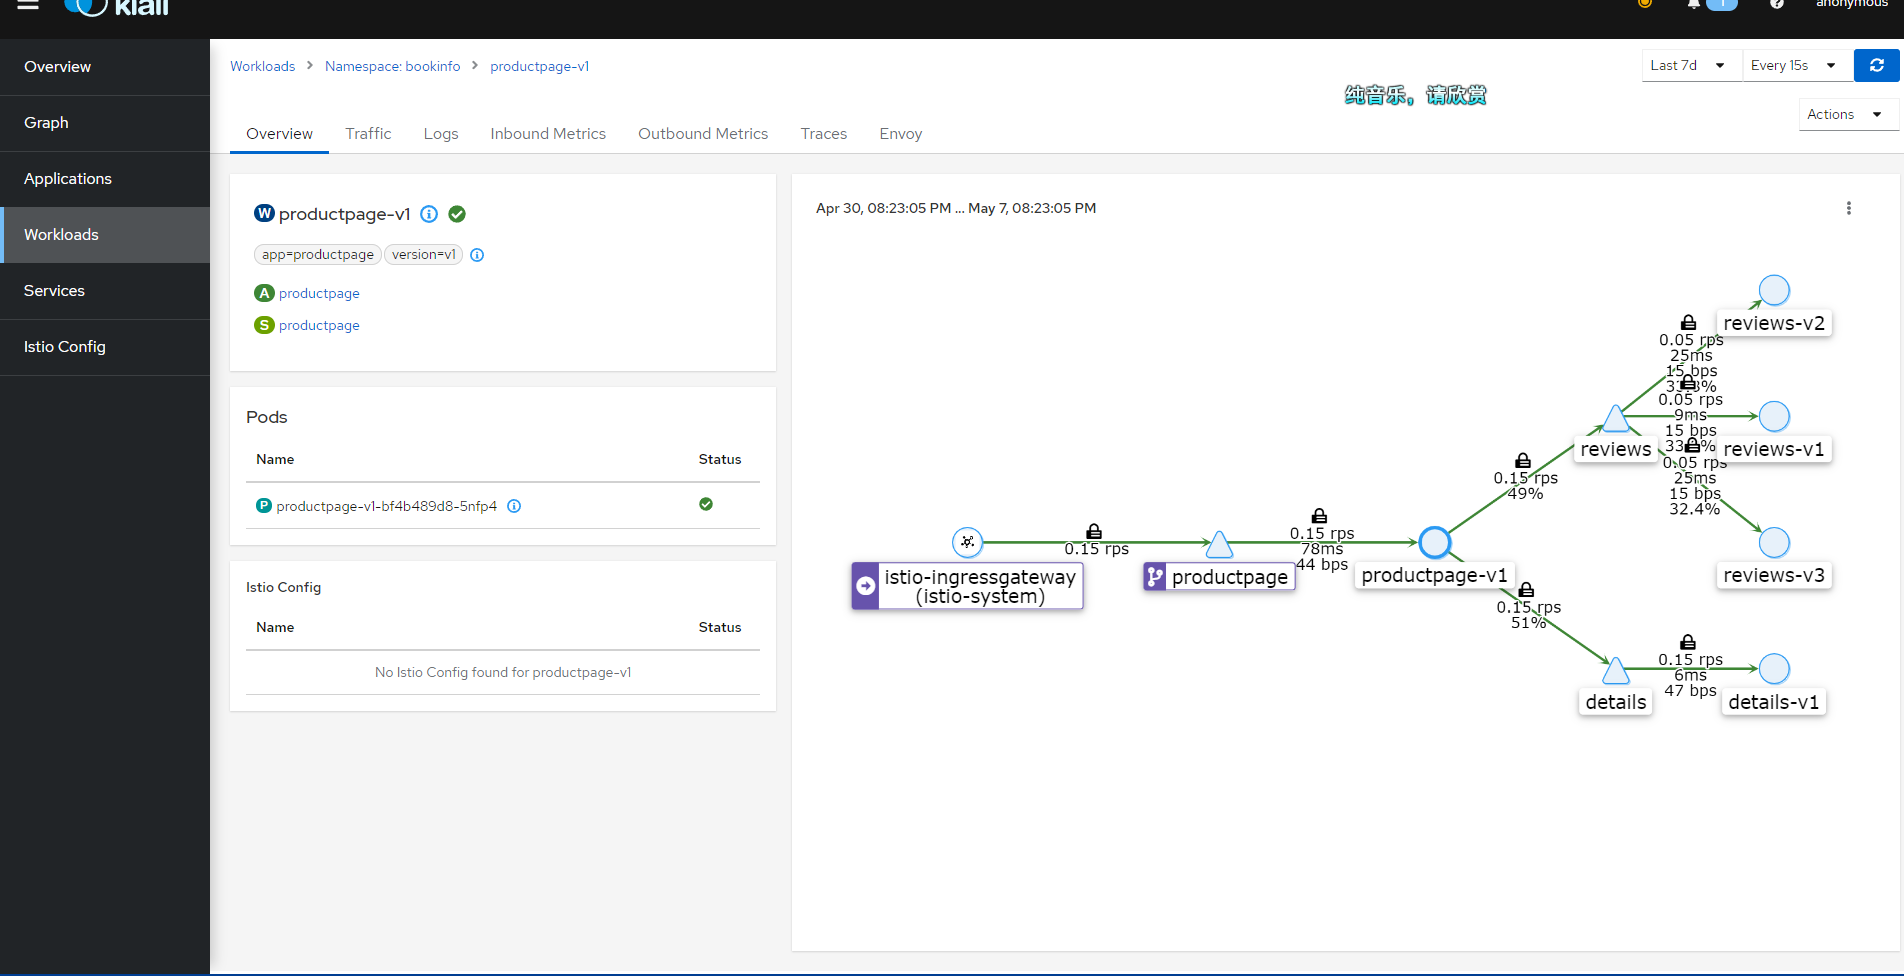 kiali
1
anonymous
Overview
Graph
Applications
Workloads
Services
Istio Config
Workloads > Namespace: bookinfo > productpage-v1
Last 7d
Every 15s
纯音乐，请欣赏
Actions
Overview Traffic Logs Inbound Metrics Outbound Metrics Traces Envoy
W productpage-v1
app=productpage version=v1
A productpage
S productpage
Pods
Name Status
P productpage-v1-bf4b489d8-5nfp4
Istio Config
Name Status
No Istio Config found for productpage-v1
Apr 30, 08:23:05 PM ... May 7, 08:23:05 PM
istio-ingressgateway
(istio-system)
0.15 rps
productpage
0.15 rps
78ms
44 bps
productpage-v1
0.15 rps
49%
reviews
0.05 rps
25ms
15 bps
reviews-v2
0.05 rps
9ms
15 bps
reviews-v1
0.05 rps
25ms
15 bps
32.4%
reviews-v3
0.15 rps
51%
details
0.15 rps
6ms
47 bps
details-v1